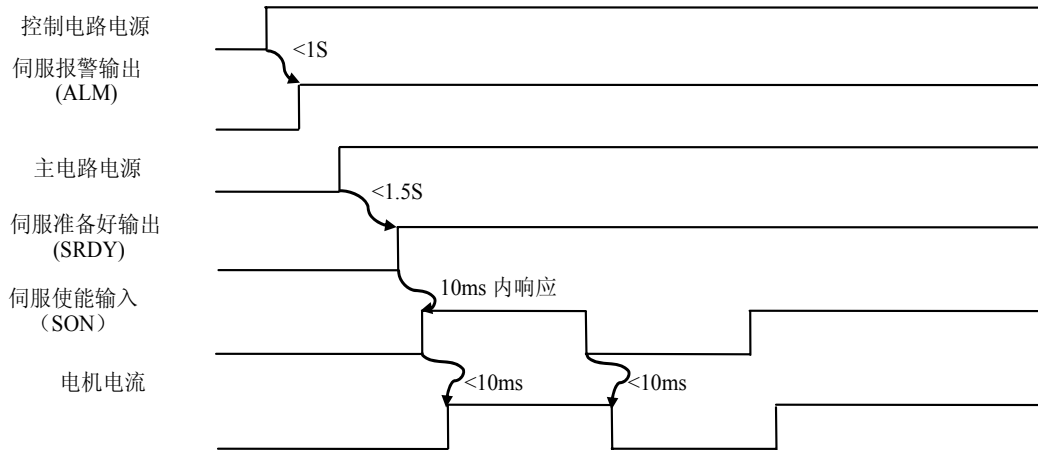 控制电路电源
<1S
伺服报警输出
(ALM)
主电路电源
<1.5S
伺服准备好输出
(SRDY)
10ms 内响应
伺服使能输入
（SON）
<10ms
<10ms
电机电流